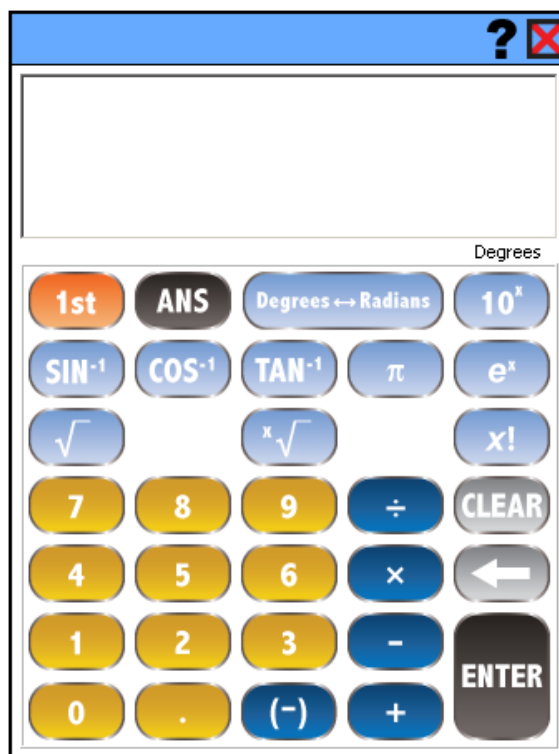 ?
Degrees
1st ANS Degrees ↔ Radians 10ˣ
SIN⁻¹ COS⁻¹ TAN⁻¹ π eˣ
√ ˣ√ x!
7 8 9 ÷ CLEAR
4 5 6 ×
1 2 3 −
ENTER
0 . (−) +